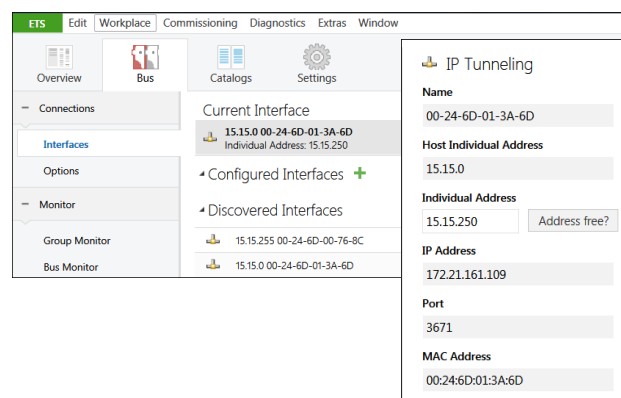 ETS Edit Workplace Commissioning Diagnostics Extras Window
Overview Bus Catalogs Settings
Connections
Interfaces
Options
Monitor
Group Monitor
Bus Monitor
Current Interface
15.15.0 00-24-6D-01-3A-6D
Individual Address: 15.15.250
Configured Interfaces
Discovered Interfaces
15.15.255 00-24-6D-00-76-8C
15.15.0 00-24-6D-01-3A-6D
IP Tunneling
Name
00-24-6D-01-3A-6D
Host Individual Address
15.15.0
Individual Address
15.15.250 Address free?
IP Address
172.21.161.109
Port
3671
MAC Address
00:24:6D:01:3A:6D